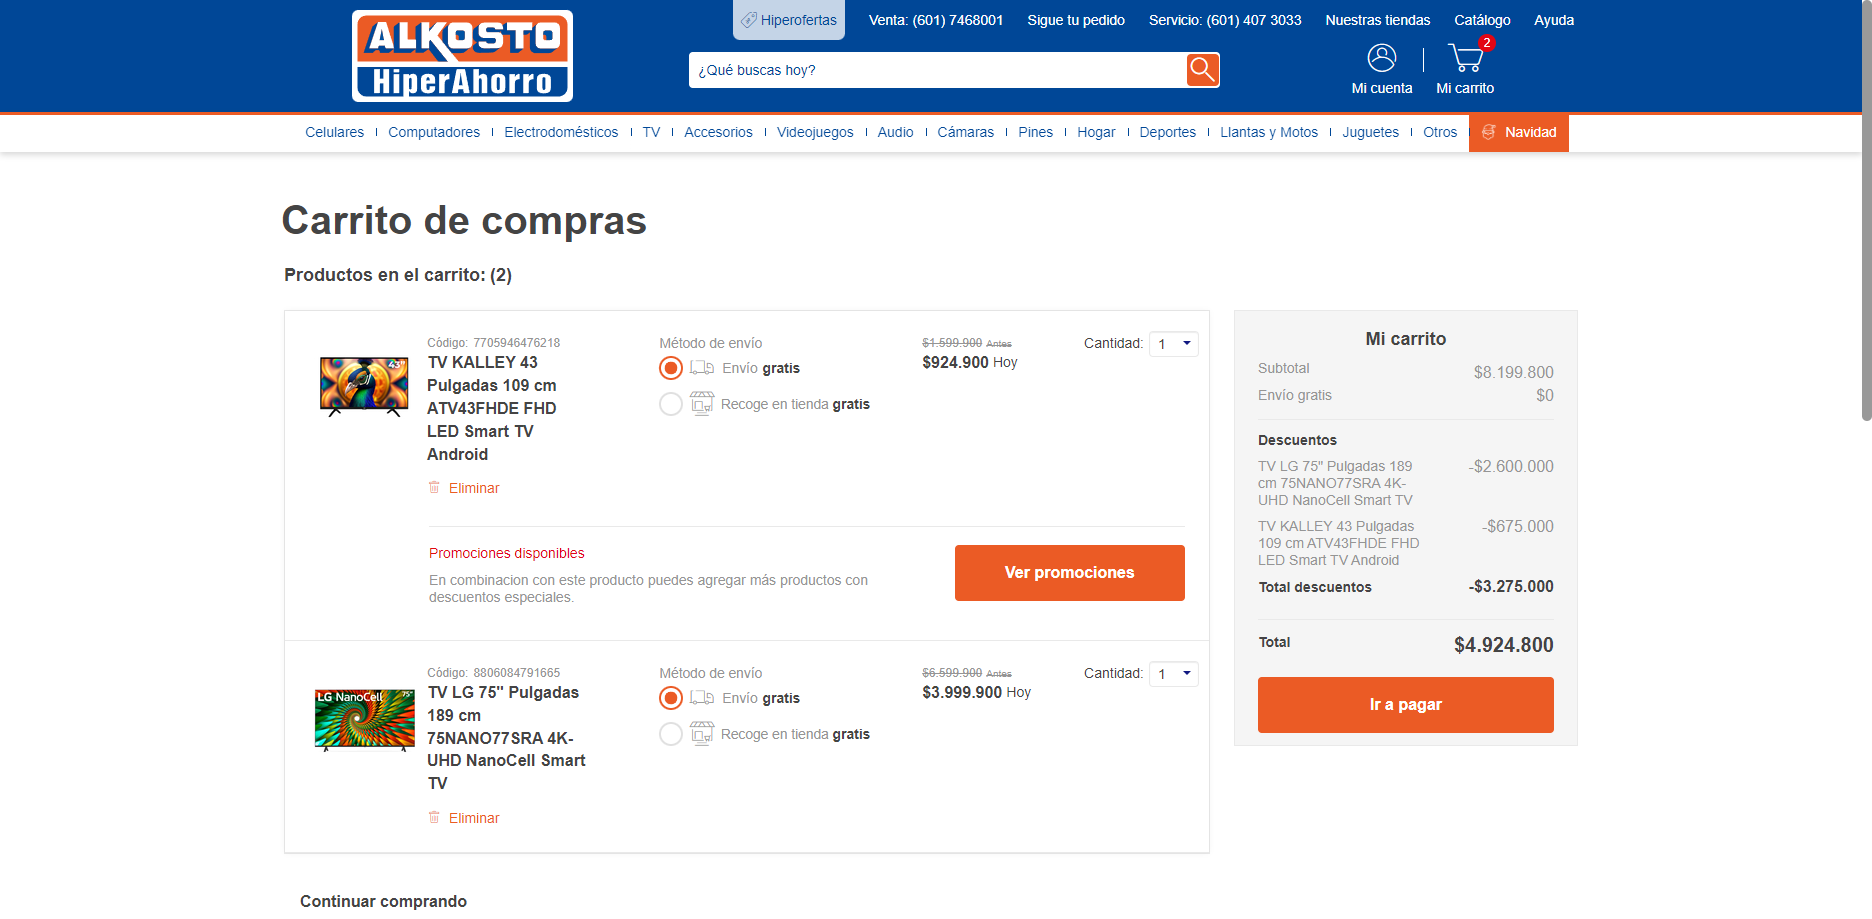 ALKOSTO
HiperAhorro
Hiperofertas
Venta: (601) 7468001
Sigue tu pedido
Servicio: (601) 407 3033
Nuestras tiendas
Catálogo
Ayuda
¿Qué buscas hoy?
Mi cuenta
2
Mi carrito
Celulares
Computadores
Electrodomésticos
TV
Accesorios
Videojuegos
Audio
Cámaras
Pines
Hogar
Deportes
Llantas y Motos
Juguetes
Otros
Navidad
Carrito de compras
Productos en el carrito: (2)
43"
Código: 7705946476218
TV KALLEY 43
Pulgadas 109 cm
ATV43FHDE FHD
LED Smart TV
Android
Eliminar
Método de envío
Envío gratis
Recoge en tienda gratis
$1.599.900 Antes
$924.900 Hoy
Cantidad: 1
Promociones disponibles
En combinacion con este producto puedes agregar más productos con
descuentos especiales.
Ver promociones
LG NanoCell 75"
Código: 8806084791665
TV LG 75" Pulgadas
189 cm
75NANO77SRA 4K-
UHD NanoCell Smart
TV
Eliminar
Método de envío
Envío gratis
Recoge en tienda gratis
$6.599.900 Antes
$3.999.900 Hoy
Cantidad: 1
Mi carrito
Subtotal $8.199.800
Envío gratis $0
Descuentos
TV LG 75" Pulgadas 189 -$2.600.000
cm 75NANO77SRA 4K-
UHD NanoCell Smart TV
TV KALLEY 43 Pulgadas -$675.000
109 cm ATV43FHDE FHD
LED Smart TV Android
Total descuentos -$3.275.000
Total $4.924.800
Ir a pagar
Continuar comprando